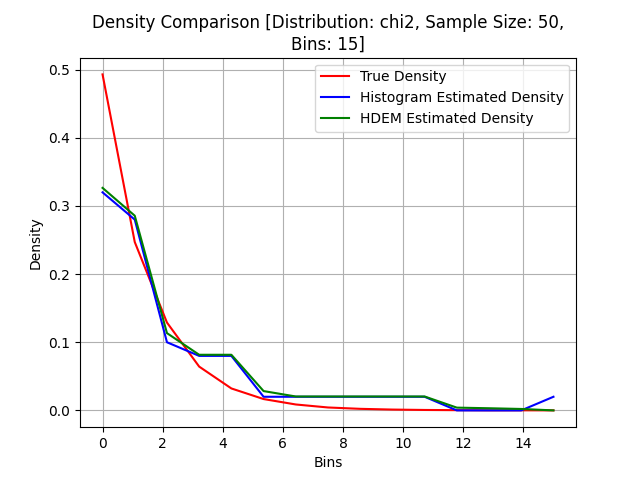 Density Comparison [Distribution: chi2, Sample Size: 50,
Bins: 15]
True Density
Histogram Estimated Density
HDEM Estimated Density
Density
0.5
0.4
0.3
0.2
0.1
0.0
0 2 4 6 8 10 12 14
Bins